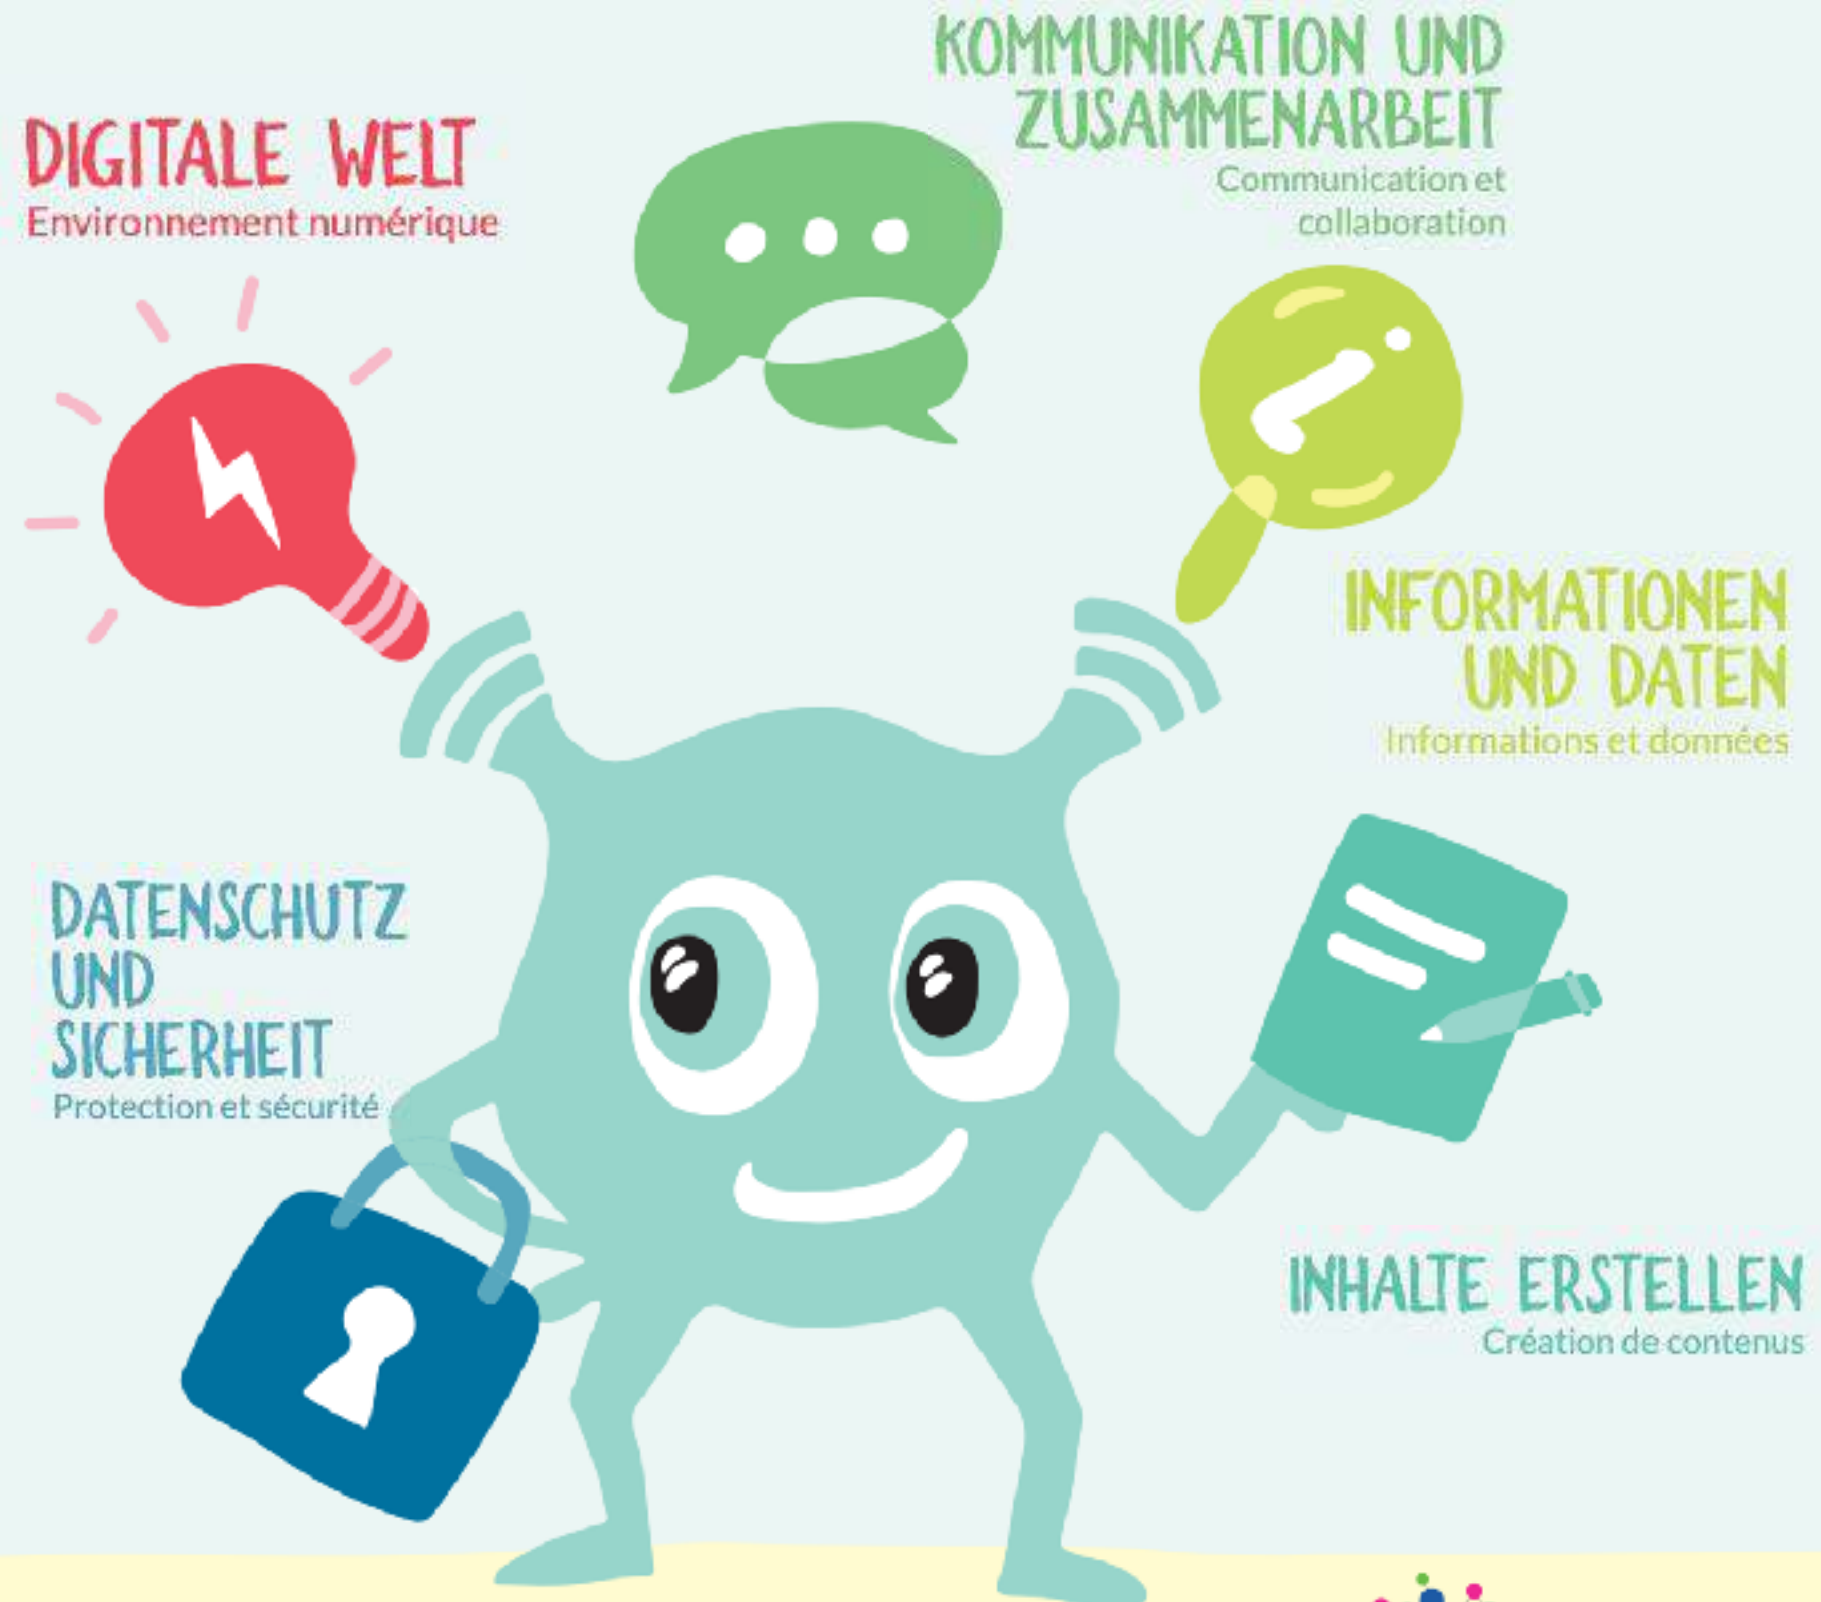 KOMMUNIKATION UND
ZUSAMMENARBEIT
Communication et
collaboration
DIGITALE WELT
Environnement numérique
INFORMATIONEN
UND DATEN
Informations et données
DATENSCHUTZ
UND
SICHERHEIT
Protection et sécurité
INHALTE ERSTELLEN
Création de contenus